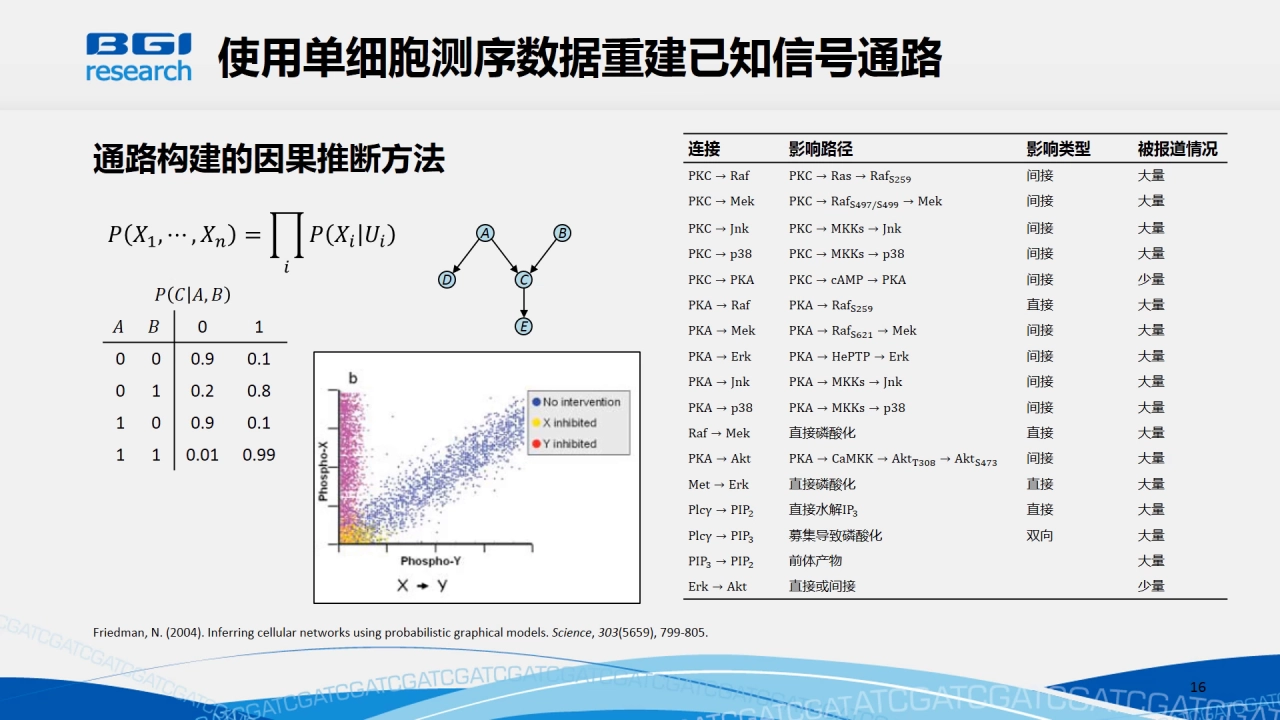 BGI
research
使用单细胞测序数据重建已知信号通路
通路构建的因果推断方法
P(X₁, ⋯, Xₙ) = ∏ᵢ P(Xᵢ|Uᵢ)
A B
D C
E
P(C|A, B)
A B 0 1
0 0 0.9 0.1
0 1 0.2 0.8
1 0 0.9 0.1
1 1 0.01 0.99
b
No intervention
X inhibited
Y inhibited
Phospho-X
Phospho-Y
X → Y
连接 影响路径 影响类型 被报道情况
PKC → Raf PKC → Ras → Raf_S259 间接 大量
PKC → Mek PKC → Raf_S497/S499 → Mek 间接 大量
PKC → Jnk PKC → MKKs → Jnk 间接 大量
PKC → p38 PKC → MKKs → p38 间接 大量
PKC → PKA PKC → cAMP → PKA 间接 少量
PKA → Raf PKA → Raf_S259 直接 大量
PKA → Mek PKA → Raf_S621 → Mek 间接 大量
PKA → Erk PKA → HePTP → Erk 间接 大量
PKA → Jnk PKA → MKKs → Jnk 间接 大量
PKA → p38 PKA → MKKs → p38 间接 大量
Raf → Mek 直接磷酸化 直接 大量
PKA → Akt PKA → CaMKK → Akt_T308 → Akt_S473 间接 大量
Met → Erk 直接磷酸化 直接 大量
Plcγ → PIP₂ 直接水解IP₃ 直接 大量
Plcγ → PIP₃ 募集导致磷酸化 双向 大量
PIP₃ → PIP₂ 前体产物 大量
Erk → Akt 直接或间接 少量
Friedman, N. (2004). Inferring cellular networks using probabilistic graphical models. Science, 303(5659), 799-805.
CGATCGATCGATCGATCGATCGATCGATCGATCGATCGATCGATC
16